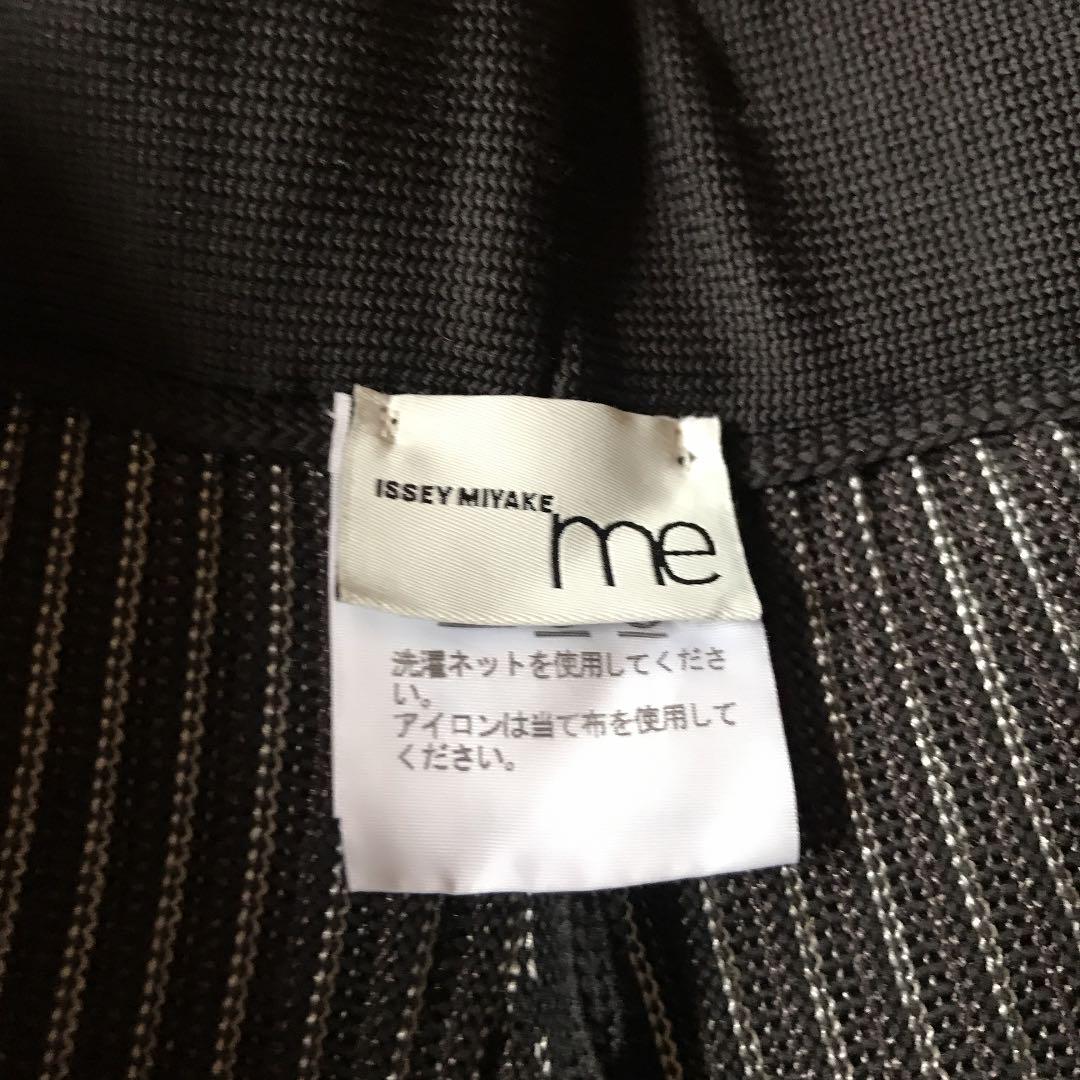 ISSEY MIYAKE
me
洗濯ネットを使用してくださ
い。
アイロンは当て布を使用して
ください。